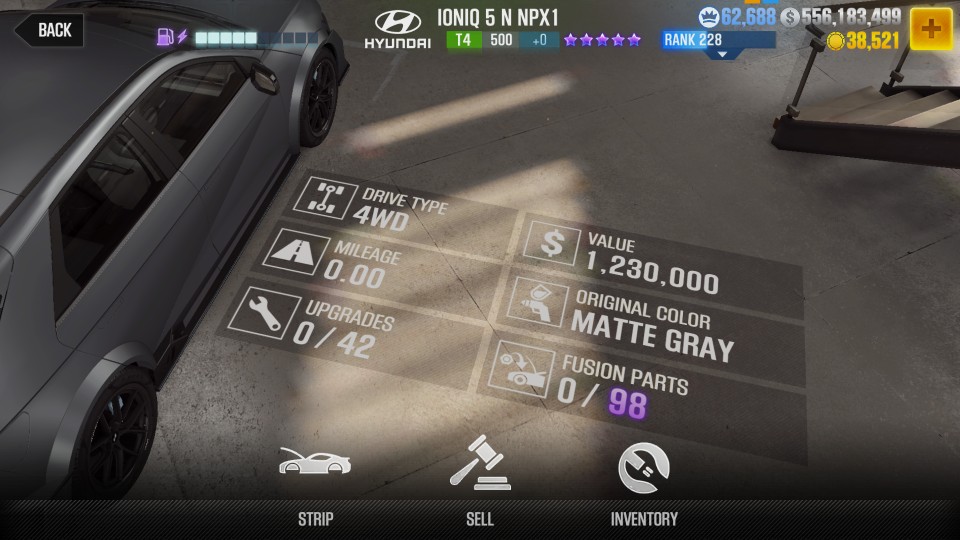 BACK
HYUNDAI
IONIQ 5 N NPX1
T4 500 +0
62,688 $ 556,183,499
RANK 228
38,521
DRIVE TYPE
4WD
MILEAGE
0.00
UPGRADES
0 / 42
$
VALUE
1,230,000
ORIGINAL COLOR
MATTE GRAY
FUSION PARTS
0 / 98
STRIP
SELL
INVENTORY